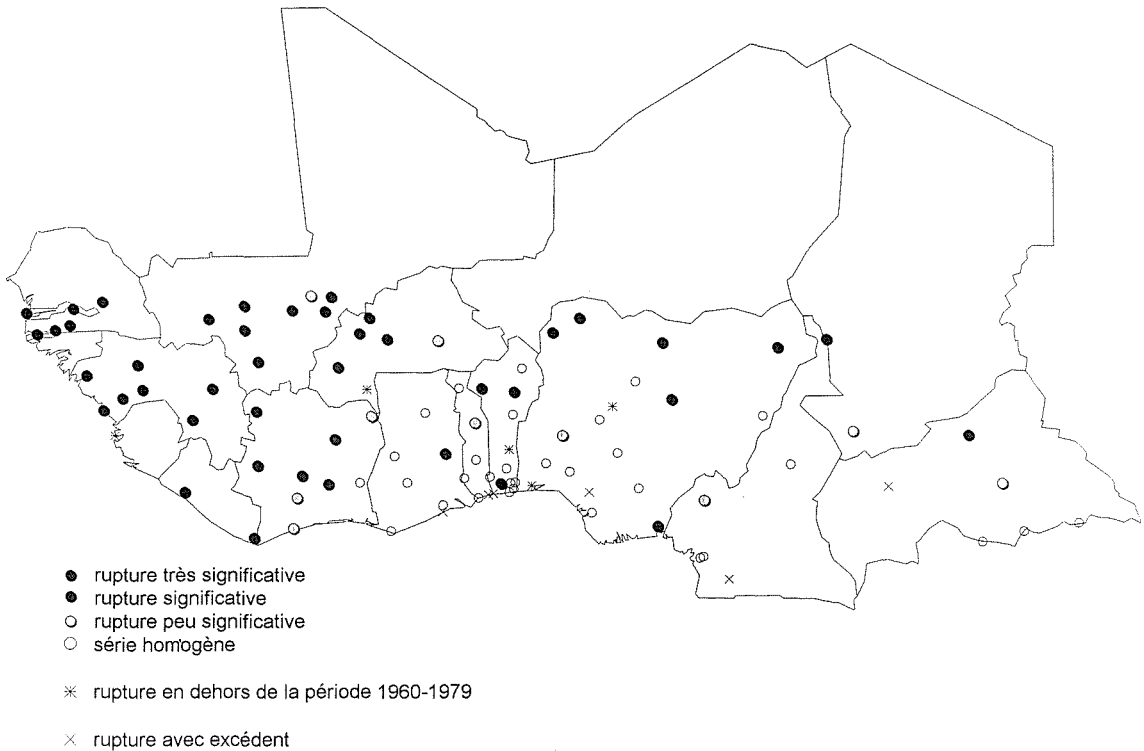 rupture très significative
rupture significative
rupture peu significative
série homogène
rupture en dehors de la période 1960-1979
rupture avec excédent